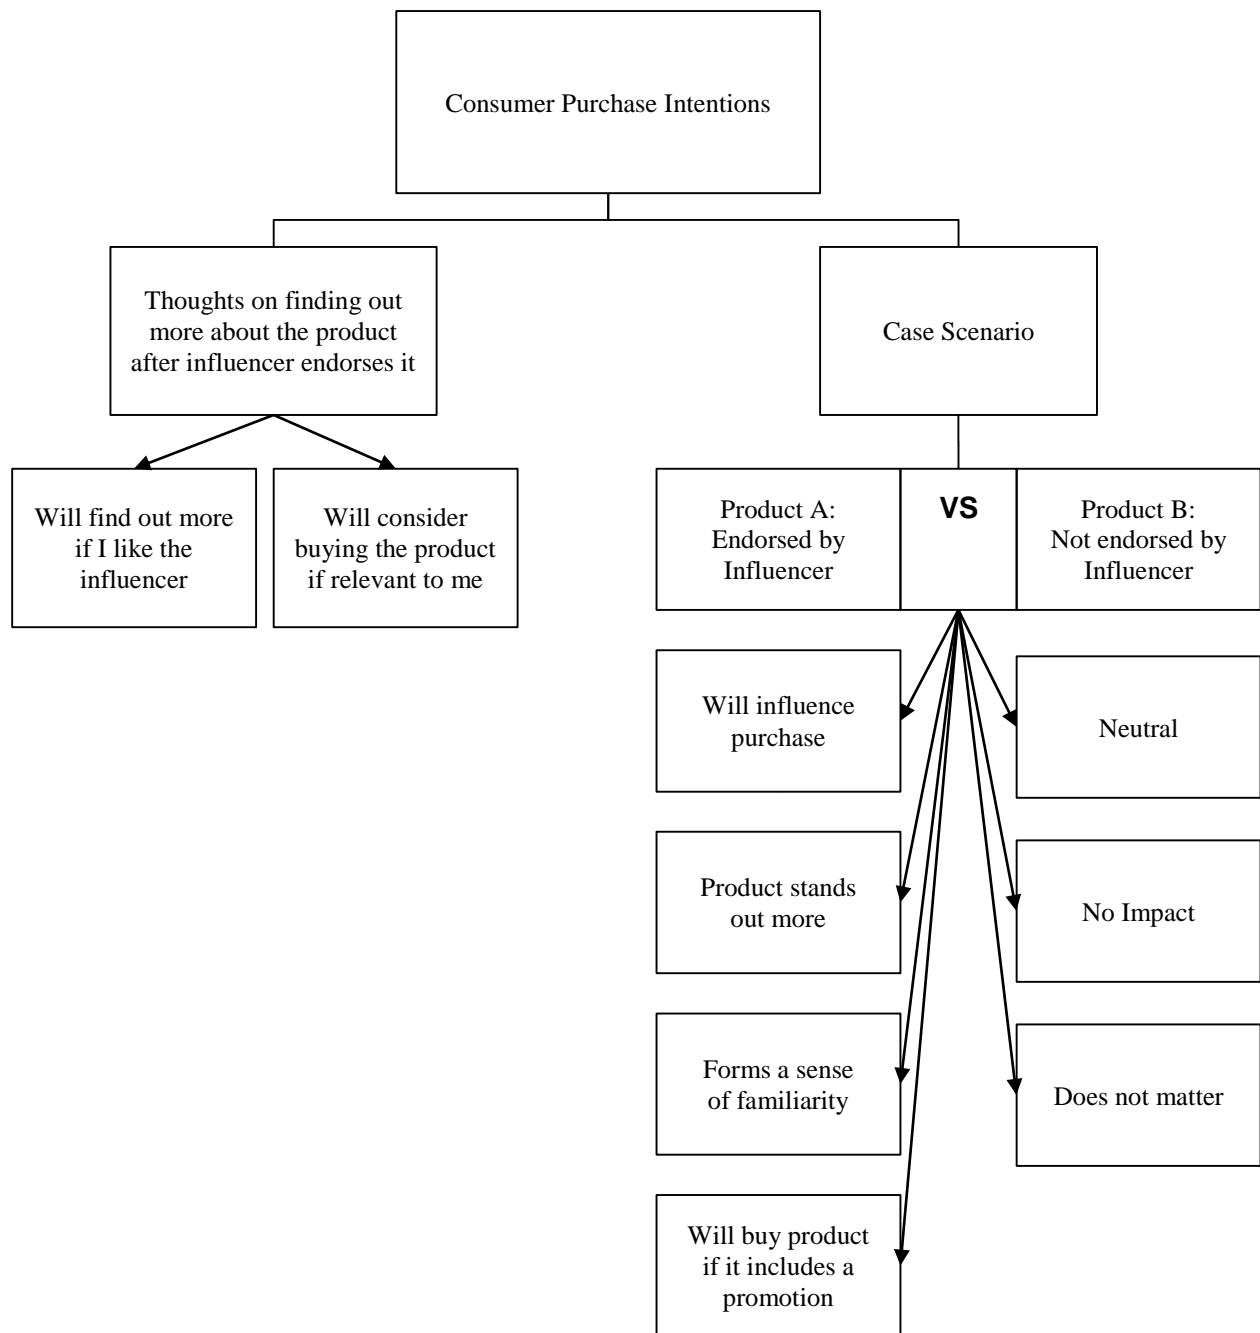 Consumer Purchase Intentions
Thoughts on finding out
more about the product
after influencer endorses it
Case Scenario
Will find out more
if I like the
influencer
Will consider
buying the product
if relevant to me
Product A:
Endorsed by
Influencer
VS
Product B:
Not endorsed by
Influencer
Will influence
purchase
Neutral
Product stands
out more
No Impact
Forms a sense
of familiarity
Does not matter
Will buy product
if it includes a
promotion